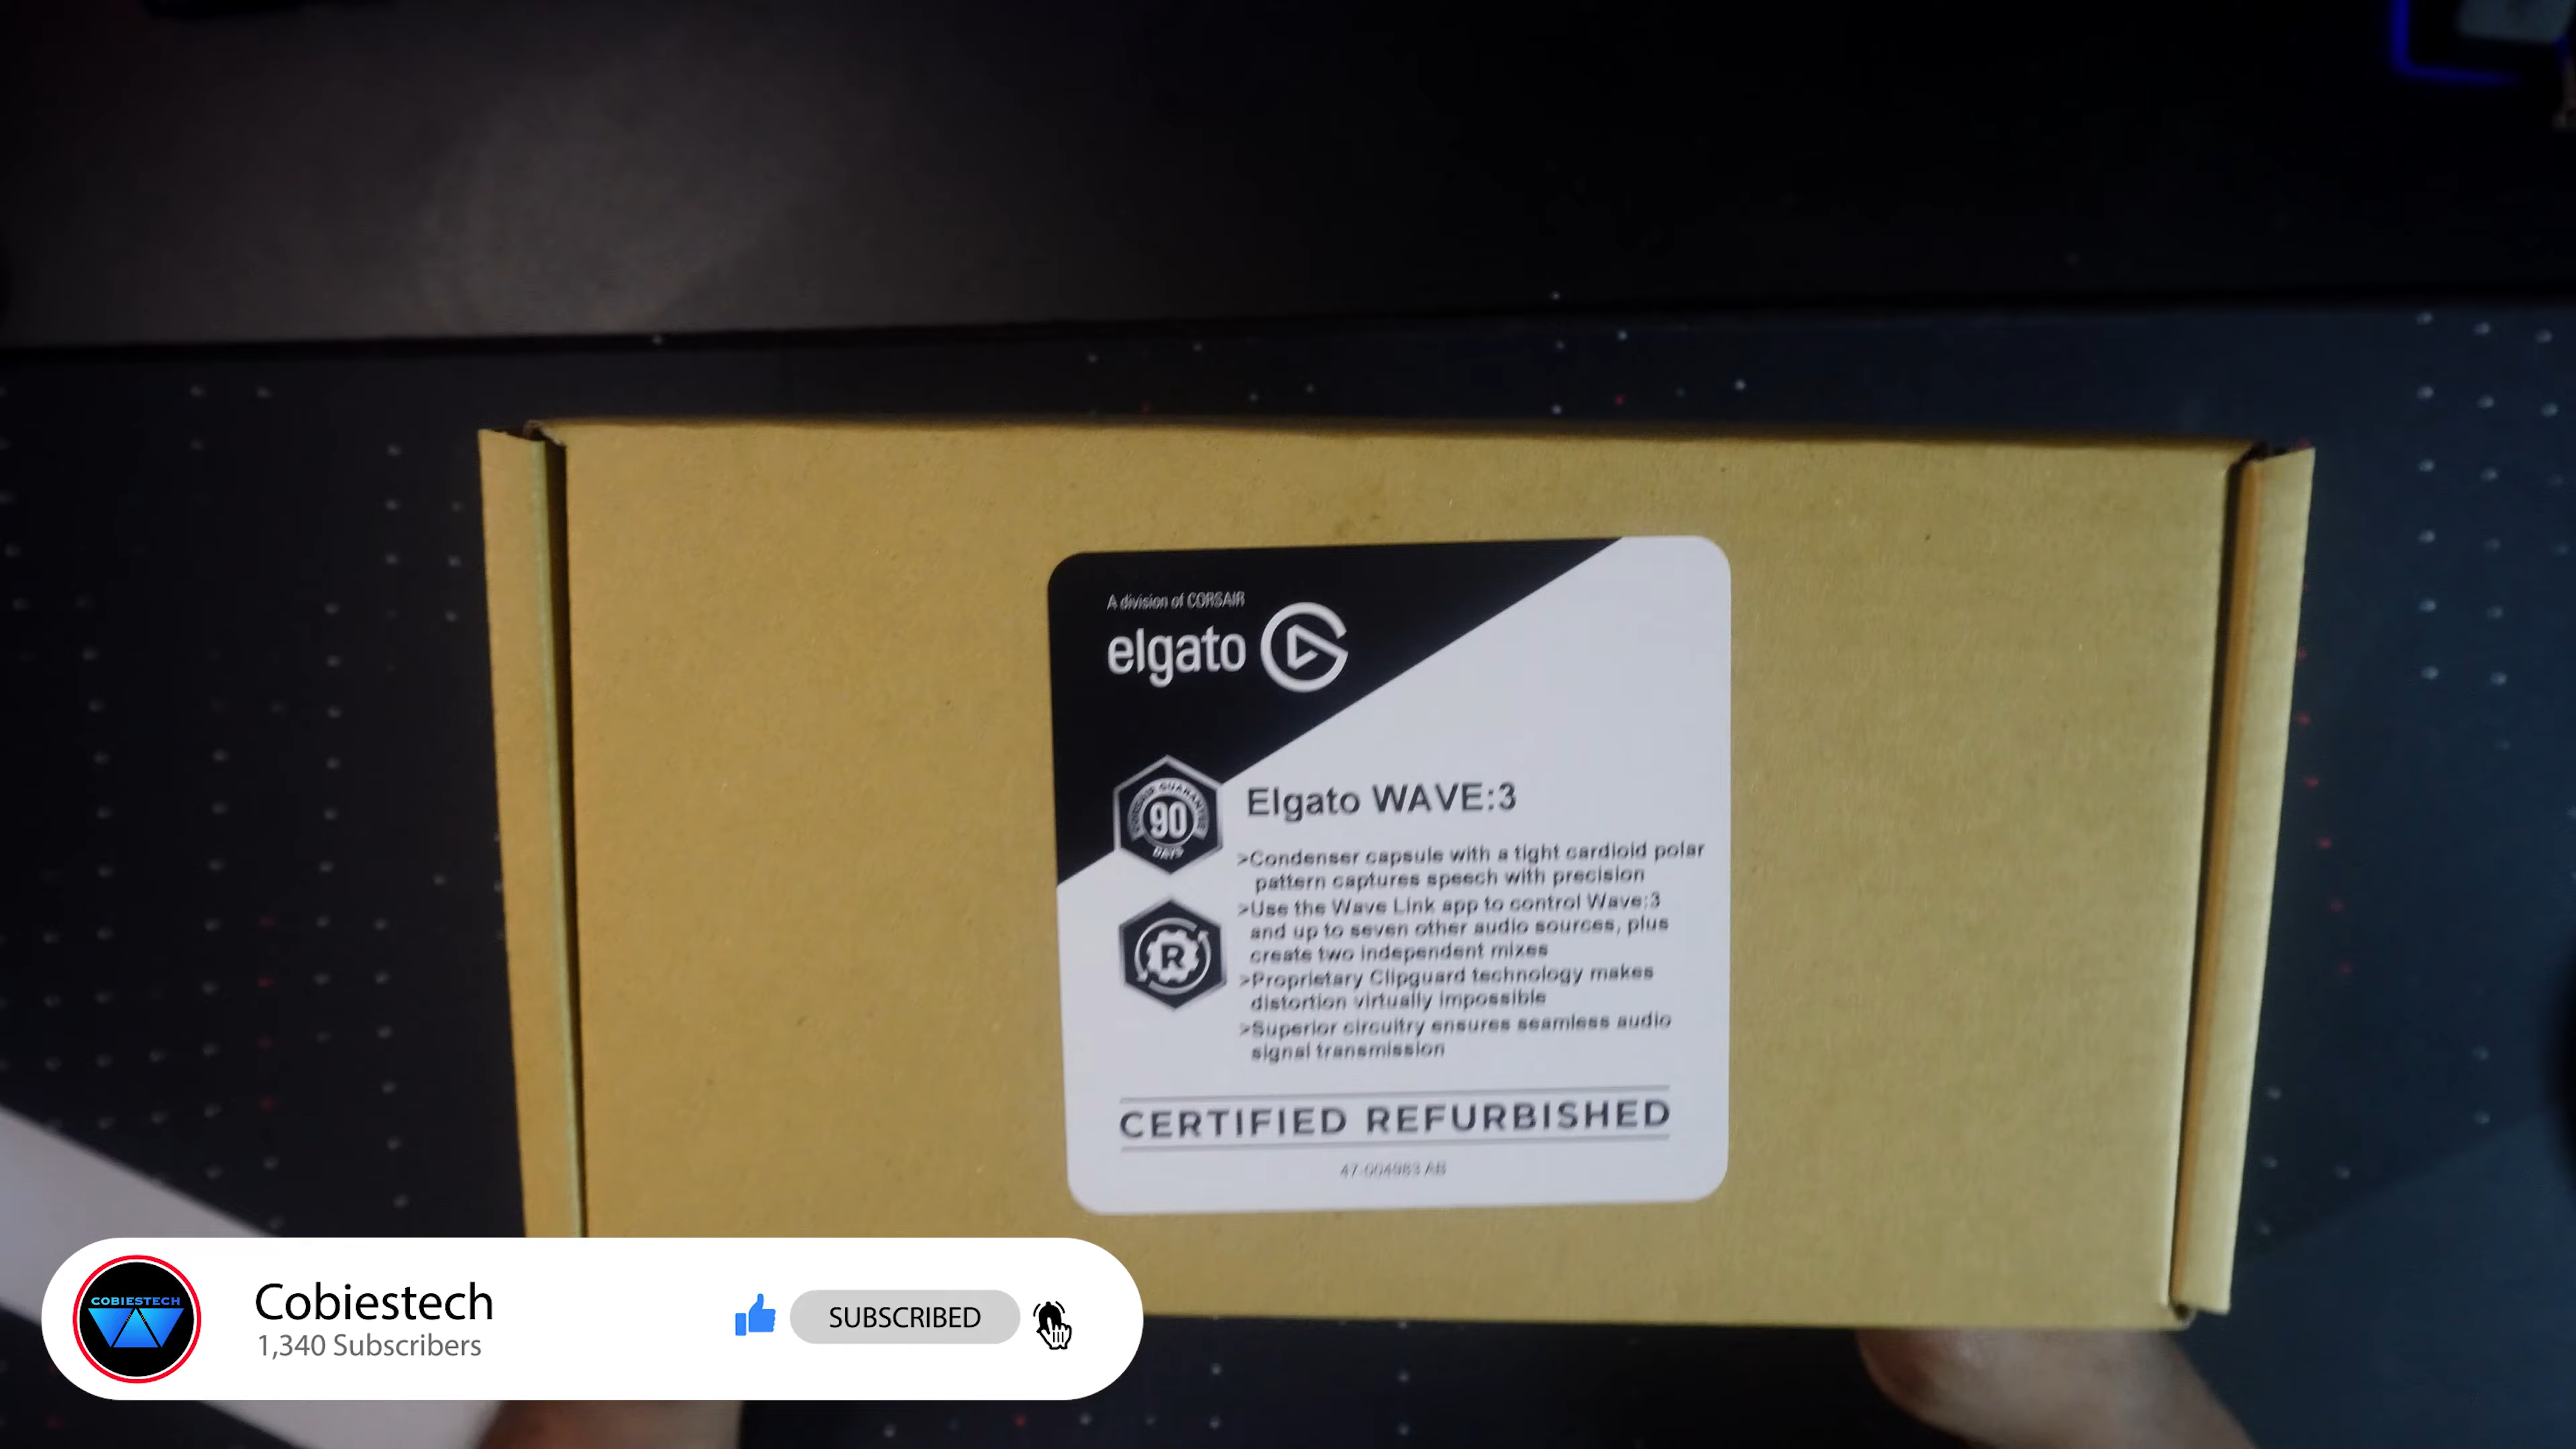 A division of CORSAIR
elgato
90
DAYS
Elgato WAVE:3
>Condenser capsule with a tight cardioid polar
pattern captures speech with precision
>Use the Wave Link app to control Wave:3
and up to seven other audio sources, plus
create two independent mixes
R
>Proprietary Clipguard technology makes
distortion virtually impossible
>Superior circuitry ensures seamless audio
signal transmission
CERTIFIED REFURBISHED
COBIESTECH
Cobiestech
1,340 Subscribers
SUBSCRIBED